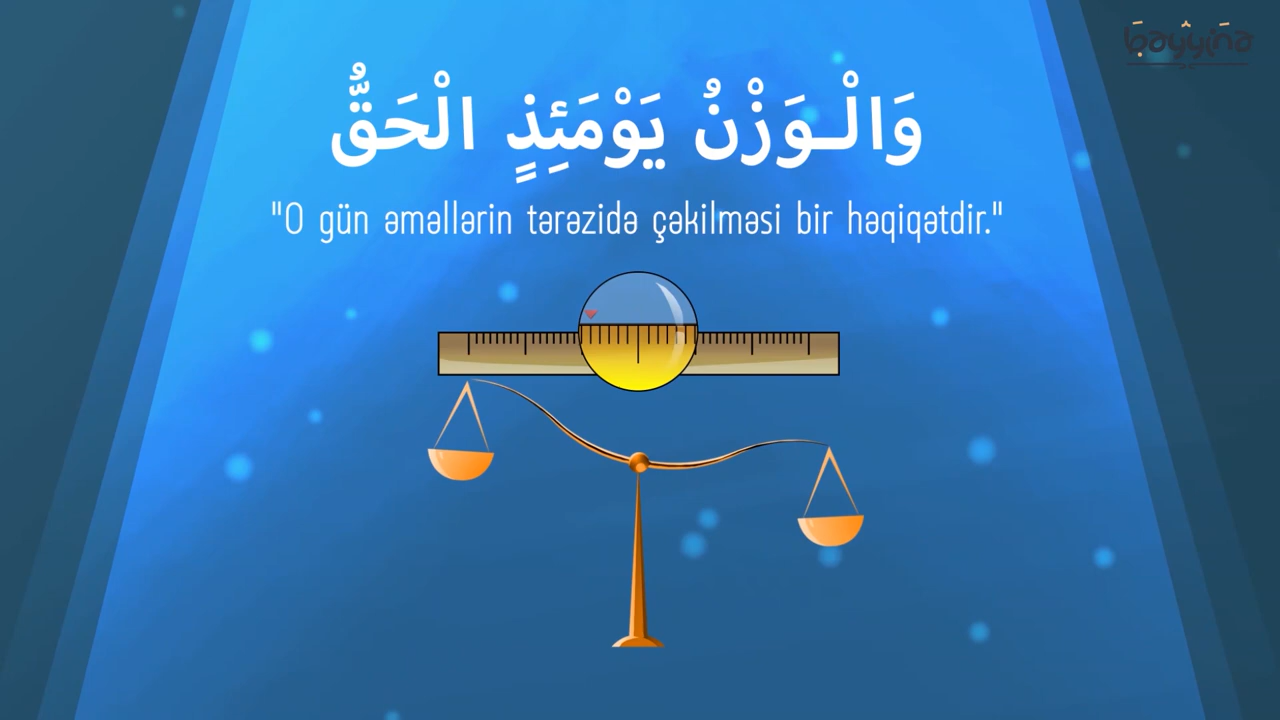 bayyina
وَالْـوَزْنُ يَوْمَئِذٍ الْحَقُّ
"O gün əməllərin tərəzidə çəkilməsi bir həqiqətdir."